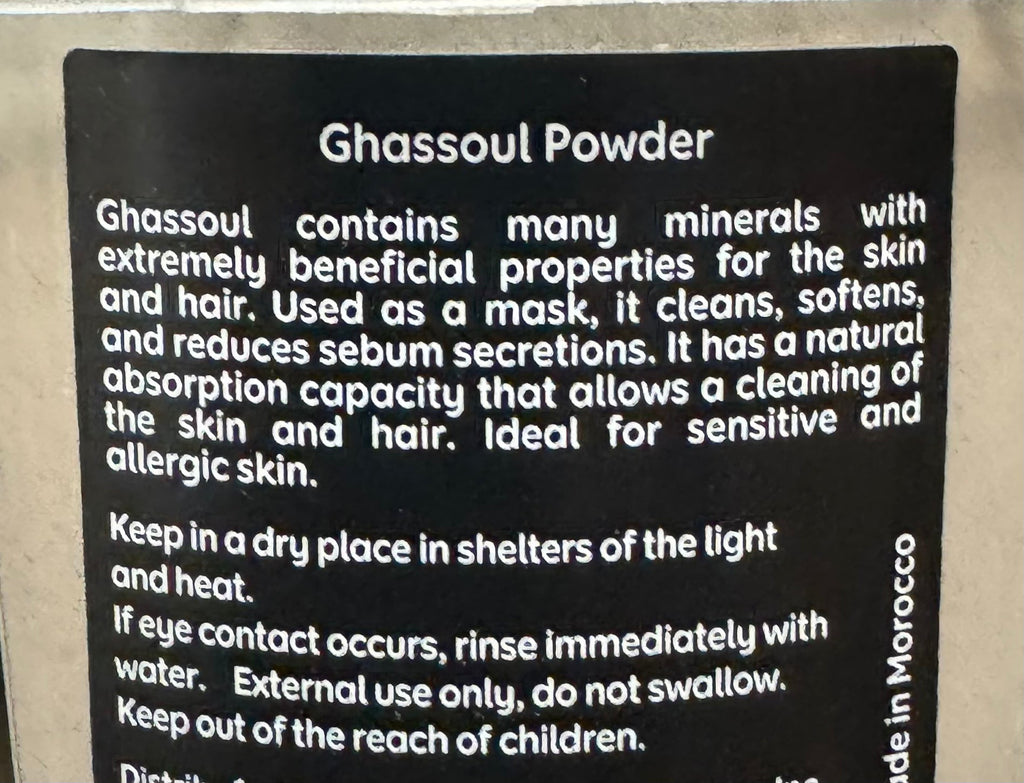 Ghassoul Powder
Ghassoul contains many minerals with
extremely beneficial properties for the skin
and hair. Used as a mask, it cleans, softens,
and reduces sebum secretions. It has a natural
absorption capacity that allows a cleaning of
the skin and hair. Ideal for sensitive and
allergic skin.
Keep in a dry place in shelters of the light
and heat.
If eye contact occurs, rinse immediately with
water. External use only, do not swallow.
Keep out of the reach of children.
in Morocco